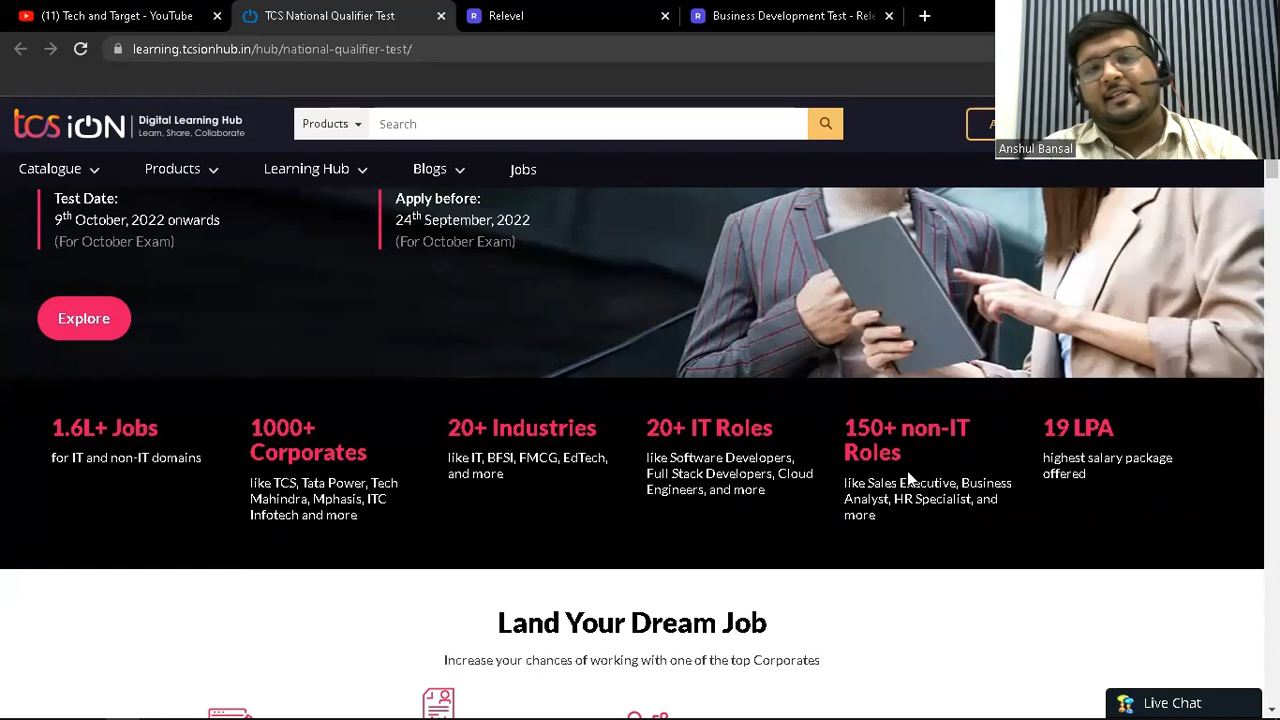 (11) Tech and Target - YouTube
TCS National Qualifier Test
Relevel
Business Development Test - Rele
learning.tcsionhub.in/hub/national-qualifier-test/
Anshul Bansal
tcs iON
Digital Learning Hub
Learn, Share, Collaborate
Products
Search
A
Catalogue
Products
Learning Hub
Blogs
Jobs
Test Date:
9th October, 2022 onwards
(For October Exam)
Apply before:
24th September, 2022
(For October Exam)
Explore
1.6L+ Jobs
for IT and non-IT domains
1000+
Corporates
like TCS, Tata Power, Tech
Mahindra, Mphasis, ITC
Infotech and more
20+ Industries
like IT, BFSI, FMCG, EdTech,
and more
20+ IT Roles
like Software Developers,
Full Stack Developers, Cloud
Engineers, and more
150+ non-IT
Roles
like Sales Executive, Business
Analyst, HR Specialist, and
more
19 LPA
highest salary package
offered
Land Your Dream Job
Increase your chances of working with one of the top Corporates
Live Chat